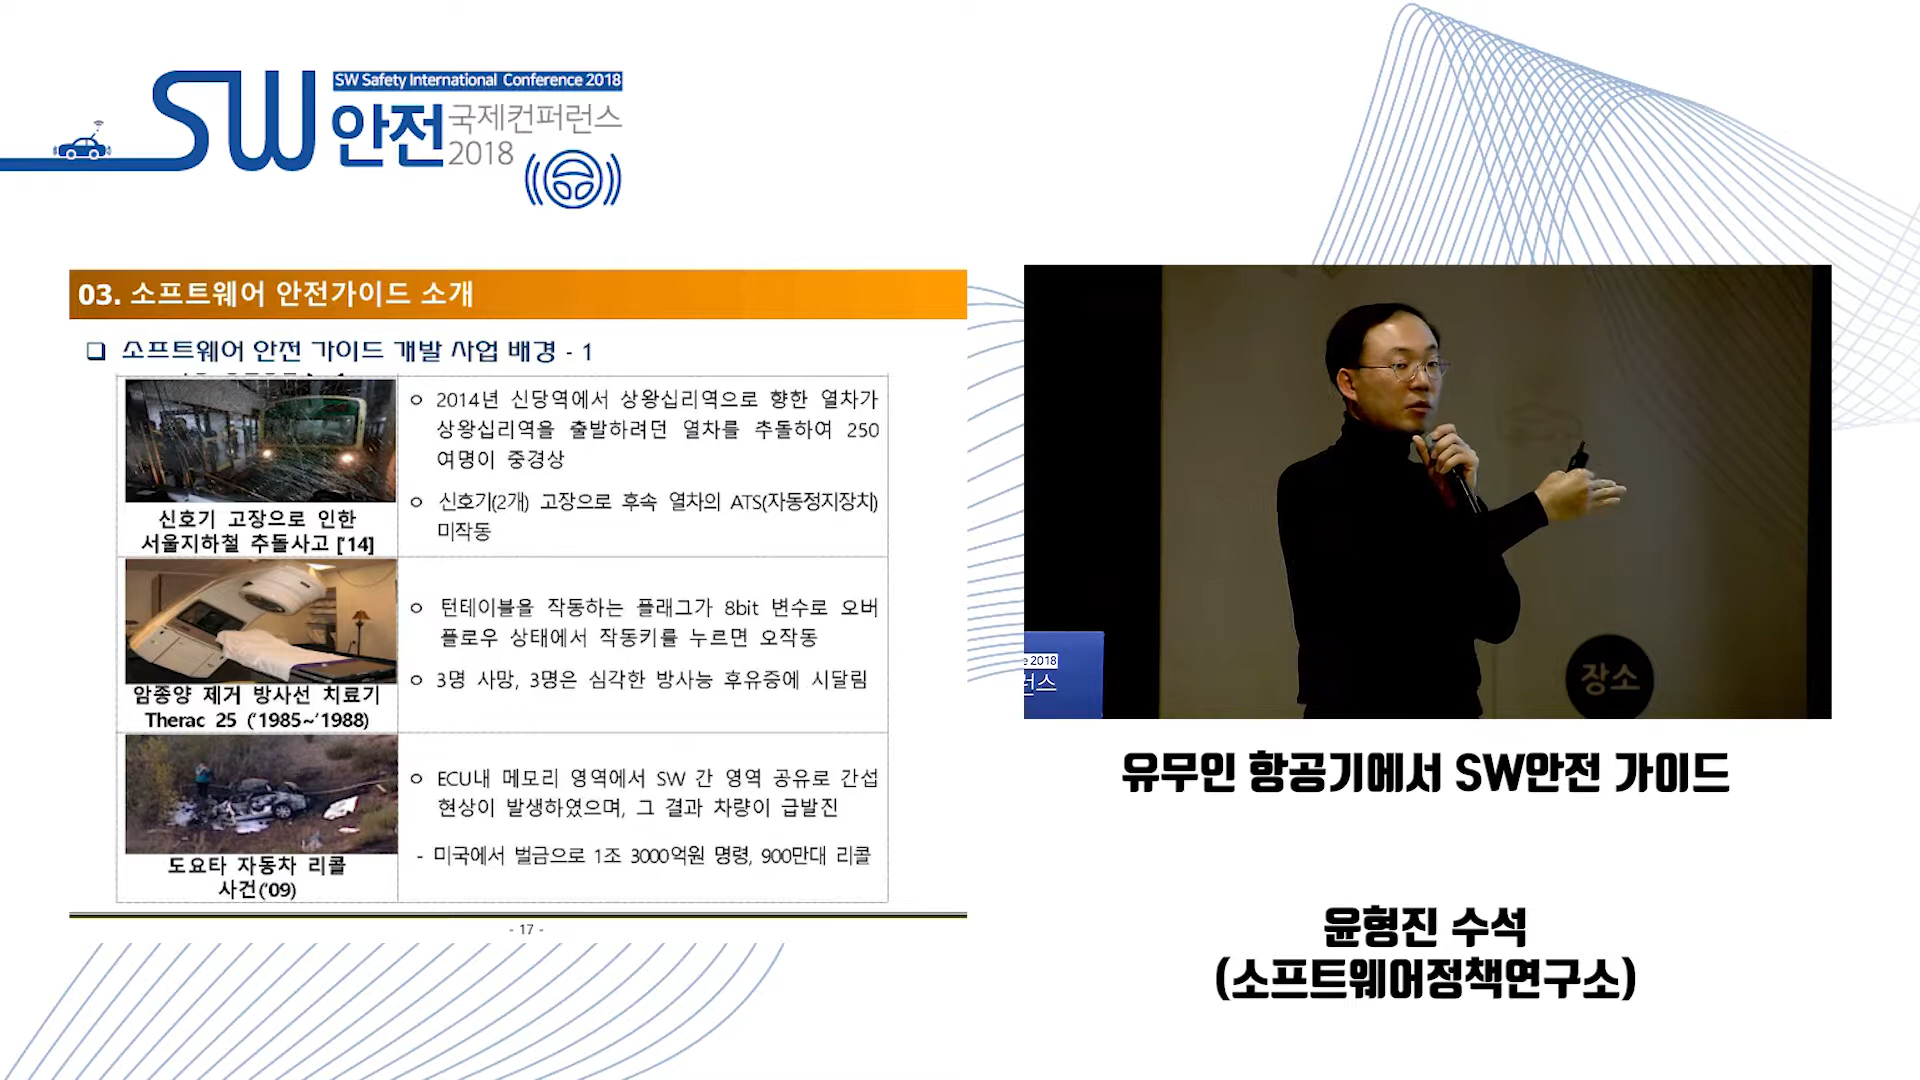 SW Safety International Conference 2018
SW 안전 국제컨퍼런스
2018
03. 소프트웨어 안전가이드 소개
소프트웨어 안전 가이드 개발 사업 배경 - 1
신호기 고장으로 인한
서울지하철 추돌사고 ['14]
o 2014년 신당역에서 상왕십리역으로 향한 열차가
상왕십리역을 출발하려던 열차를 추돌하여 250
여명이 중경상
o 신호기(2개) 고장으로 후속 열차의 ATS(자동정지장치)
미작동
암종양 제거 방사선 치료기
Therac 25 ('1985~'1988)
o 턴테이블을 작동하는 플래그가 8bit 변수로 오버
플로우 상태에서 작동키를 누르면 오작동
o 3명 사망, 3명은 심각한 방사능 후유증에 시달림
도요타 자동차 리콜
사건('09)
o ECU내 메모리 영역에서 SW 간 영역 공유로 간섭
현상이 발생하였으며, 그 결과 차량이 급발진
- 미국에서 벌금으로 1조 3000억원 명령, 900만대 리콜
- 17 -
e 2018
런스
장소
유무인 항공기에서 SW안전 가이드
윤형진 수석
(소프트웨어정책연구소)